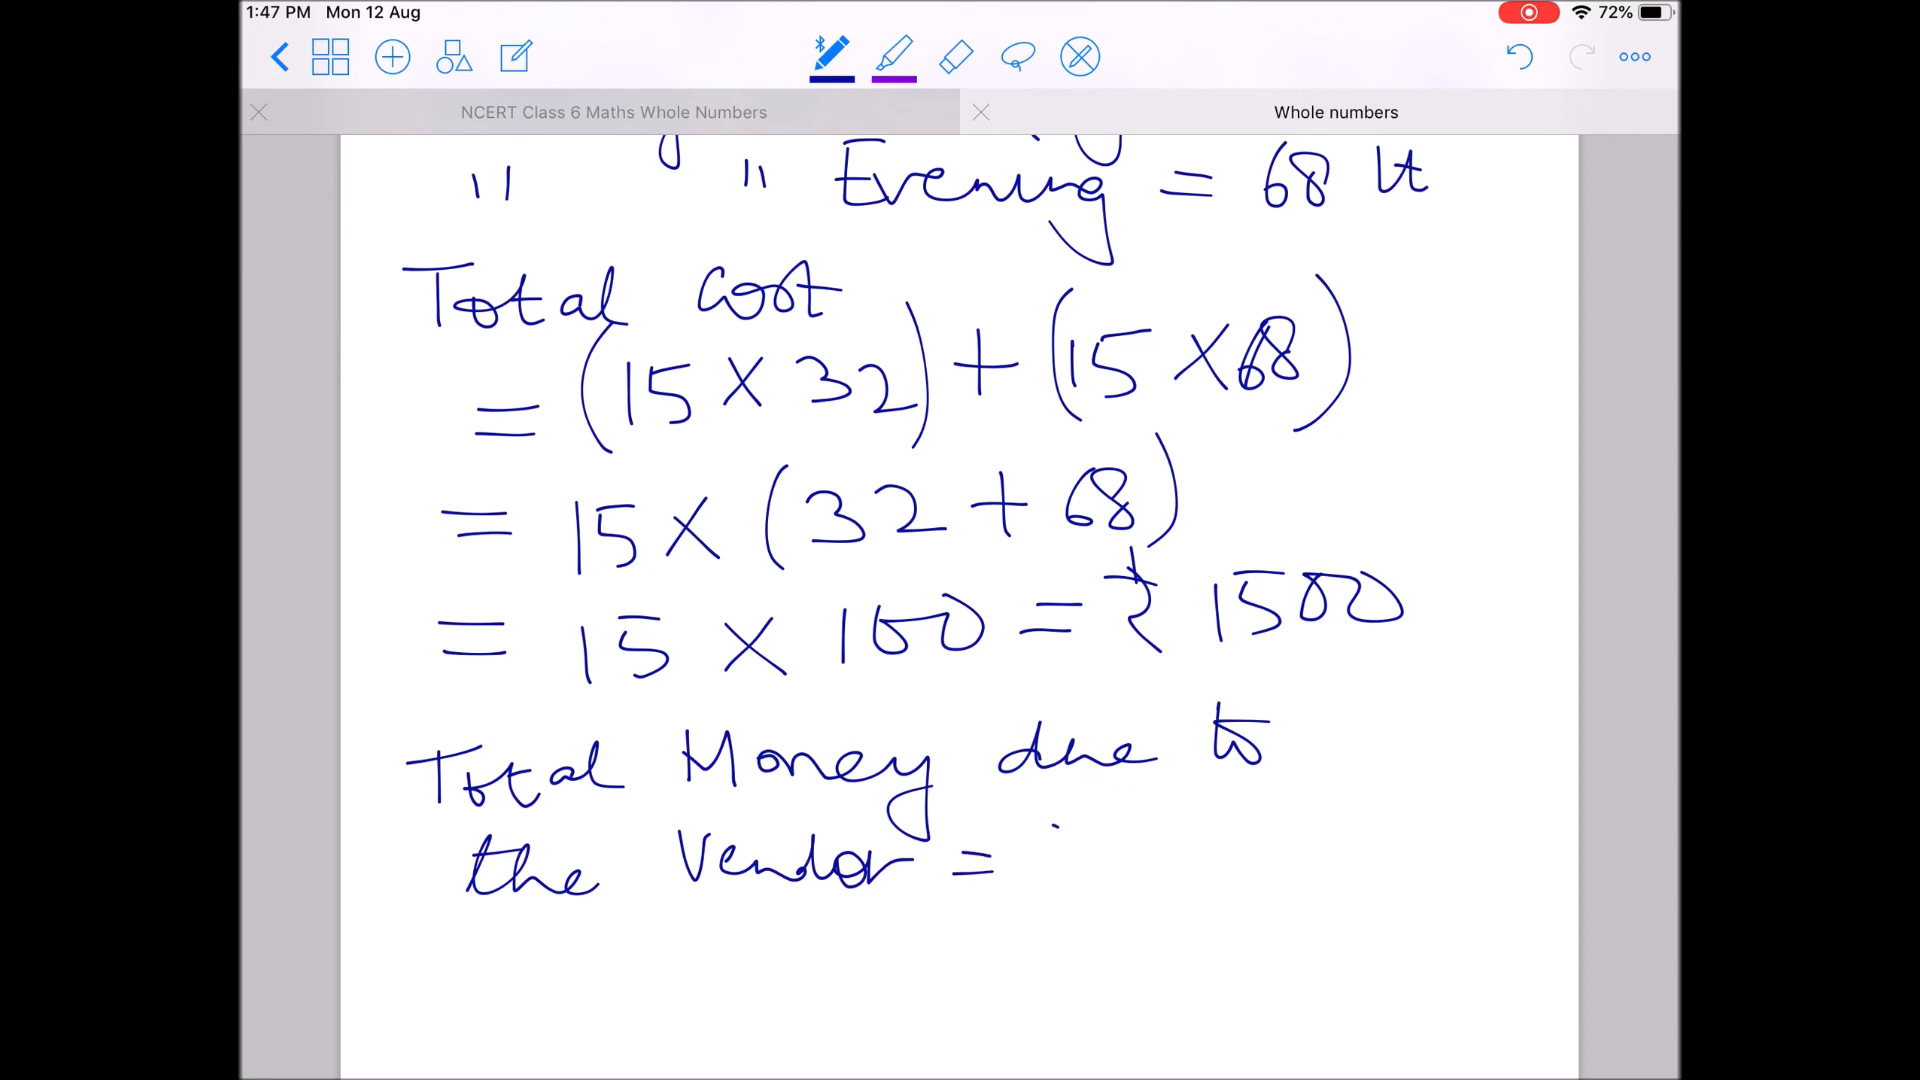 1:47 PM Mon 12 Aug 72%
NCERT Class 6 Maths Whole Numbers Whole numbers
" " Evening = 68 lt
Total cost
= (15 × 32) + (15 × 68)
= 15 × (32 + 68)
= 15 × 100 = ₹ 1500
Total Money due to
the Vendor =